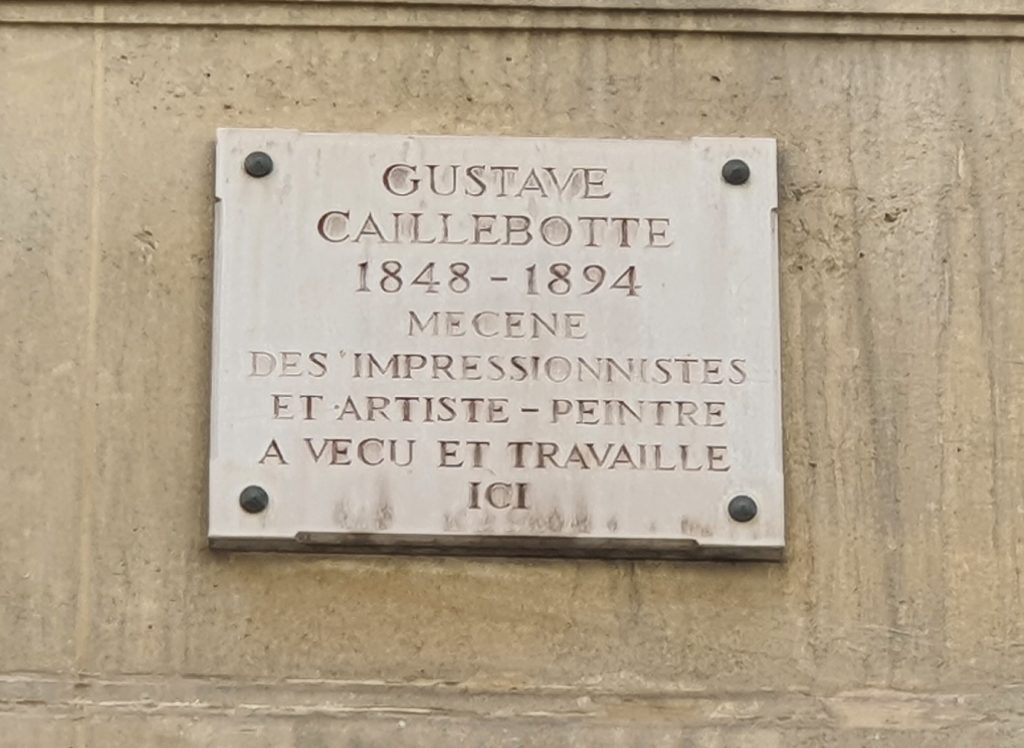 GUSTAVE
CAILLEBOTTE
1848 - 1894
MECENE
DES IMPRESSIONNISTES
ET ARTISTE - PEINTRE
A VECU ET TRAVAILLE
ICI